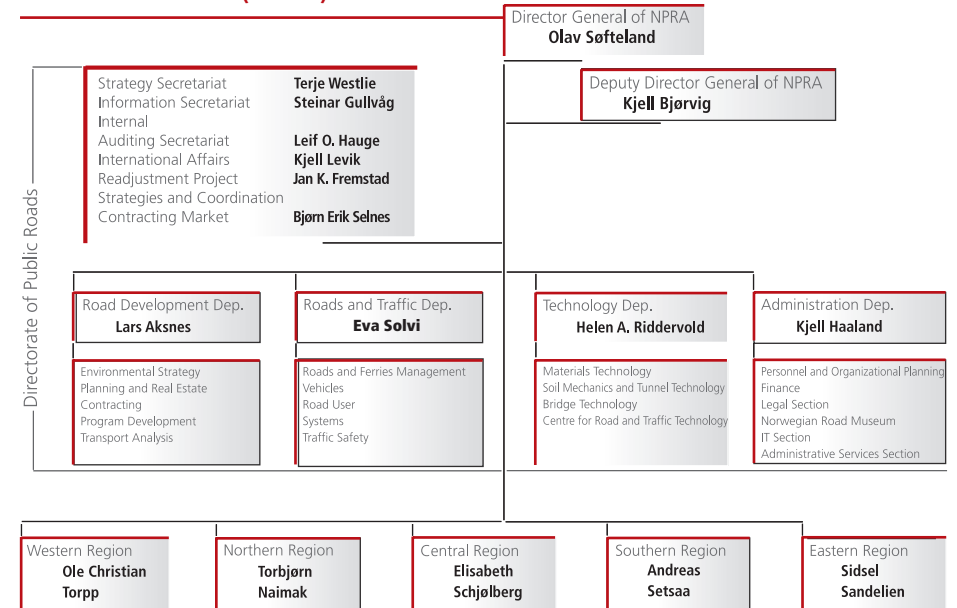 Director General of NPRA
Olav Søfteland
Deputy Director General of NPRA
Kjell Bjørvig
Strategy Secretariat Terje Westlie
Information Secretariat Steinar Gullvåg
Internal
Auditing Secretariat Leif O. Hauge
International Affairs Kjell Levik
Readjustment Project Jan K. Fremstad
Strategies and Coordination
Contracting Market Bjørn Erik Selnes
Directorate of Public Roads
Road Development Dep.
Lars Aksnes
Environmental Strategy
Planning and Real Estate
Contracting
Program Development
Transport Analysis
Roads and Traffic Dep.
Eva Solvi
Roads and Ferries Management
Vehicles
Road User
Systems
Traffic Safety
Technology Dep.
Helen A. Riddervold
Materials Technology
Soil Mechanics and Tunnel Technology
Bridge Technology
Centre for Road and Traffic Technology
Administration Dep.
Kjell Haaland
Personnel and Organizational Planning
Finance
Legal Section
Norwegian Road Museum
IT Section
Administrative Services Section
Western Region
Ole Christian
Torpp
Northern Region
Torbjørn
Naimak
Central Region
Elisabeth
Schjølberg
Southern Region
Andreas
Setsaa
Eastern Region
Sidsel
Sandelien